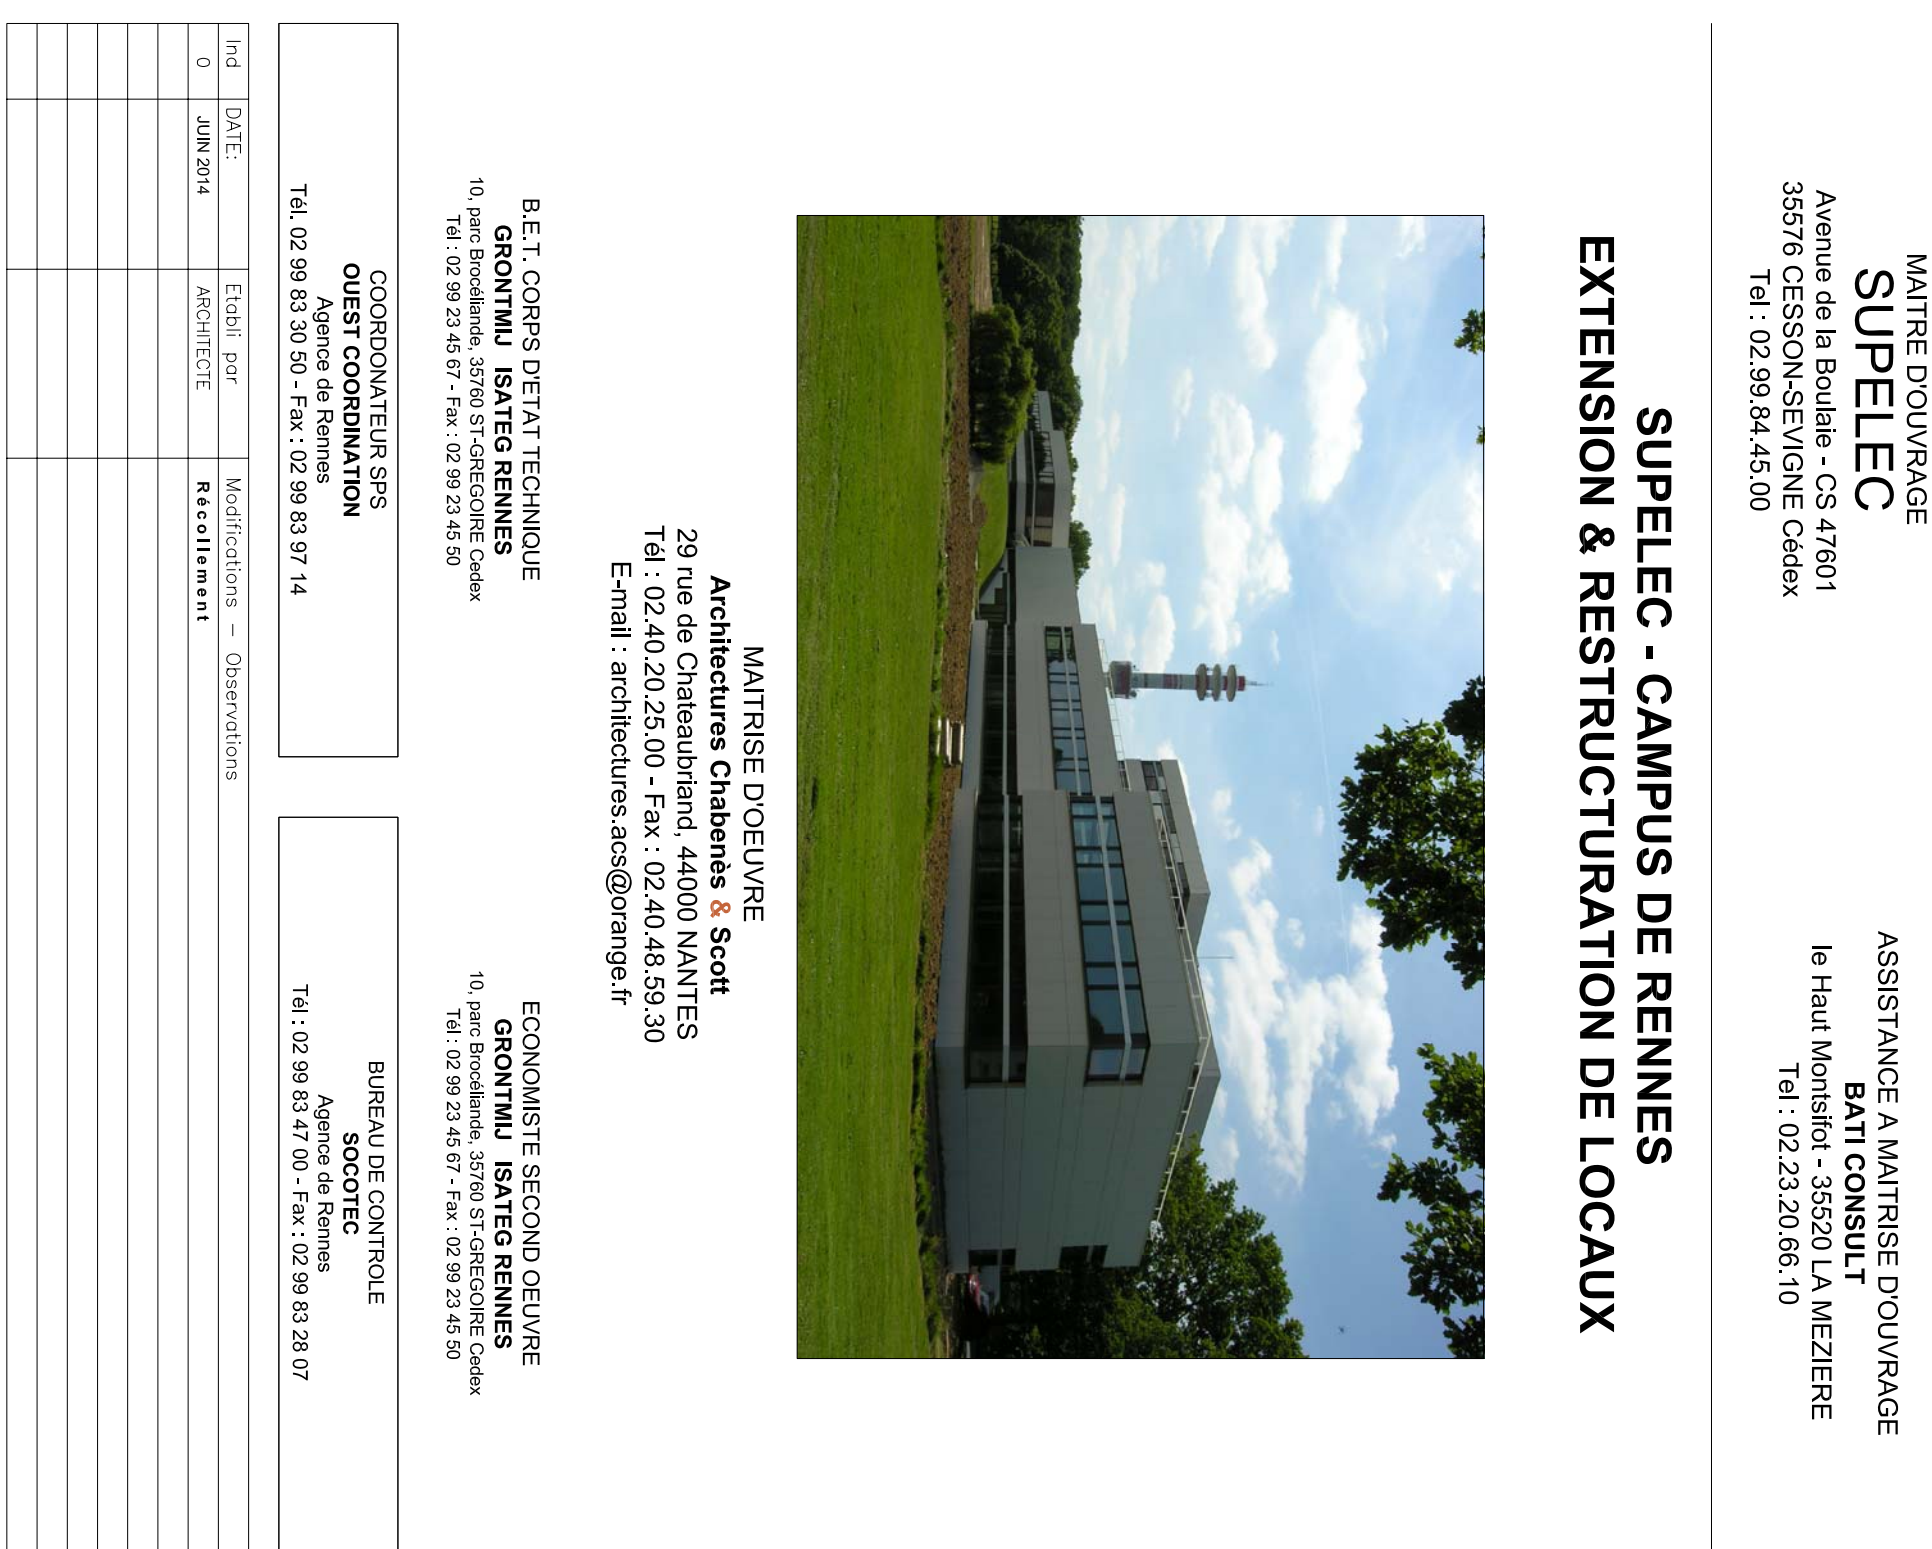 MAITRE D'OUVRAGE
SUPELEC
Avenue de la Boulaie - CS 47601
35576 CESSON-SEVIGNE Cédex
Tel : 02.99.84.45.00
ASSISTANCE A MAITRISE D'OUVRAGE
BATI CONSULT
le Haut Montsifot - 35520 LA MEZIERE
Tel : 02.23.20.66.10
SUPELEC - CAMPUS DE RENNES
EXTENSION & RESTRUCTURATION DE LOCAUX
MAITRISE D'OEUVRE
Architectures Chabenès & Scott
29 rue de Chateaubriand, 44000 NANTES
Tél : 02.40.20.25.00 - Fax : 02.40.48.59.30
E-mail : architectures.acs@orange.fr
B.E.T. CORPS D'ETAT TECHNIQUE
GRONTMIJ ISATEG RENNES
10, parc Brocéliande, 35760 ST-GREGOIRE Cedex
Tél : 02 99 23 45 67 - Fax : 02 99 23 45 50
ECONOMISTE SECOND OEUVRE
GRONTMIJ ISATEG RENNES
10, parc Brocéliande, 35760 ST-GREGOIRE Cedex
Tél : 02 99 23 45 67 - Fax : 02 99 23 45 50
COORDONATEUR SPS
OUEST COORDINATION
Agence de Rennes
Tél. 02 99 83 30 50 - Fax : 02 99 83 97 14
BUREAU DE CONTROLE
SOCOTEC
Agence de Rennes
Tél : 02 99 83 47 00 - Fax : 02 99 83 28 07
Ind DATE: Etabli par Modifications - Observations
0 JUIN 2014 ARCHITECTE Récollement